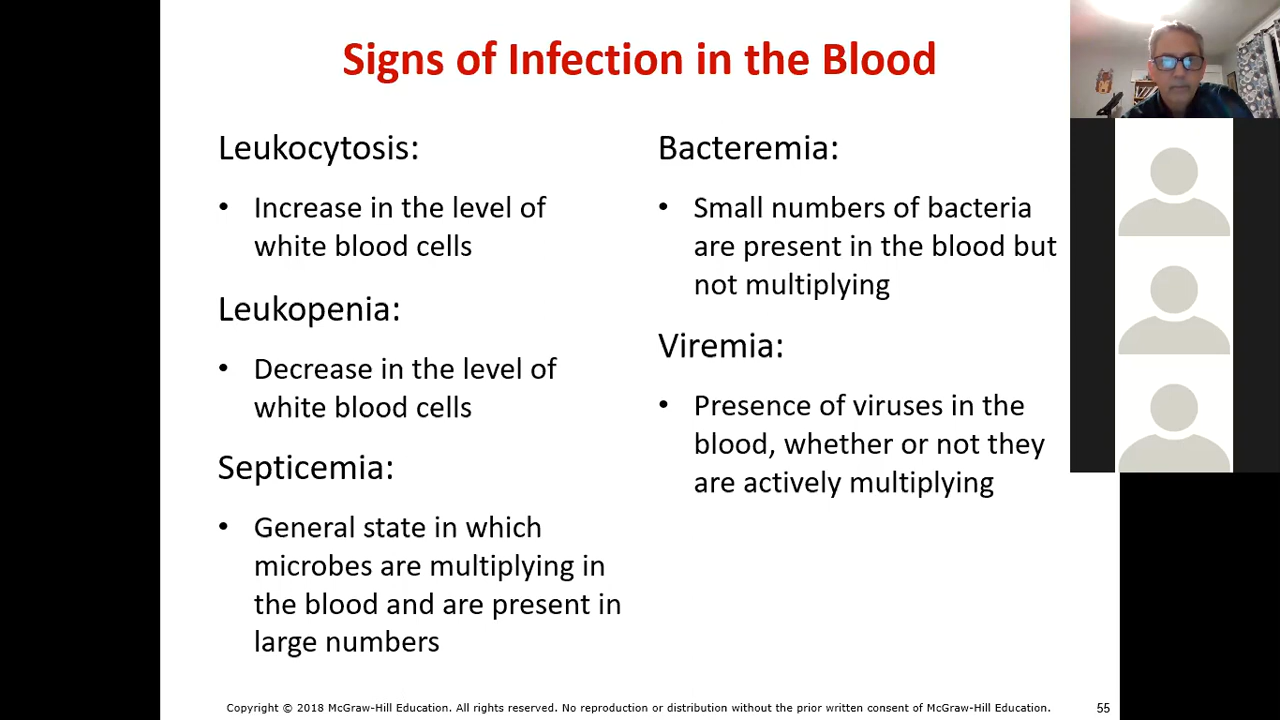 Signs of Infection in the Blood
Leukocytosis:
• Increase in the level of
white blood cells
Leukopenia:
• Decrease in the level of
white blood cells
Septicemia:
• General state in which
microbes are multiplying in
the blood and are present in
large numbers
Bacteremia:
• Small numbers of bacteria
are present in the blood but
not multiplying
Viremia:
• Presence of viruses in the
blood, whether or not they
are actively multiplying
Copyright © 2018 McGraw-Hill Education. All rights reserved. No reproduction or distribution without the prior written consent of McGraw-Hill Education.
55